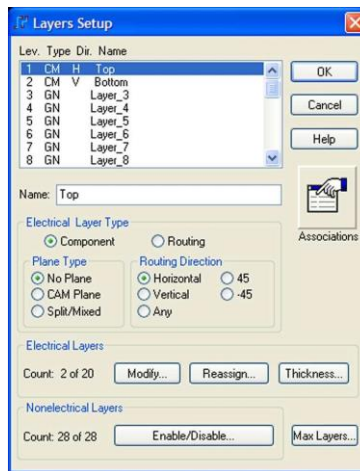 Layers Setup
Lev. Type Dir. Name
1 CM H Top
2 CM V Bottom
3 GN Layer_3
4 GN Layer_4
5 GN Layer_5
6 GN Layer_6
7 GN Layer_7
8 GN Layer_8
OK
Cancel
Help
Name: Top
Associations
Electrical Layer Type
Component Routing
Plane Type
No Plane
CAM Plane
Split/Mixed
Routing Direction
Horizontal 45
Vertical -45
Any
Electrical Layers
Count: 2 of 20 Modify... Reassign... Thickness...
Nonelectrical Layers
Count: 28 of 28 Enable/Disable... Max Layers...